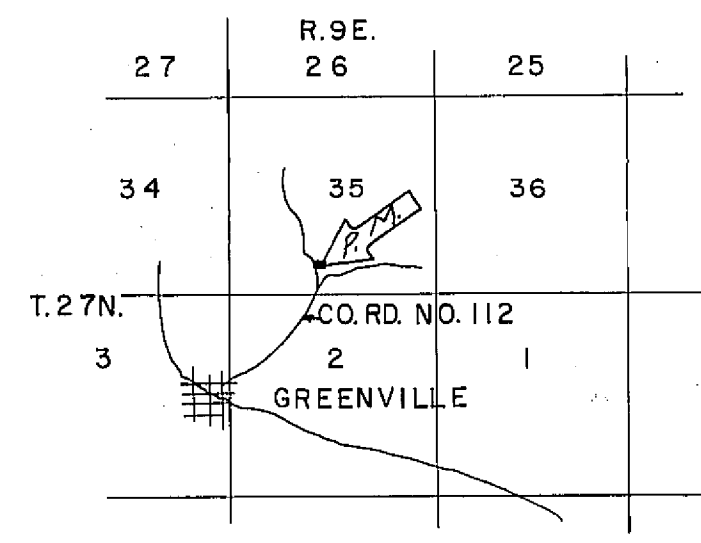 R.9E.
27 26 25
34 35 36
P. M.
T.27N.
CO. RD. NO. 112
3 2 1
GREENVILLE